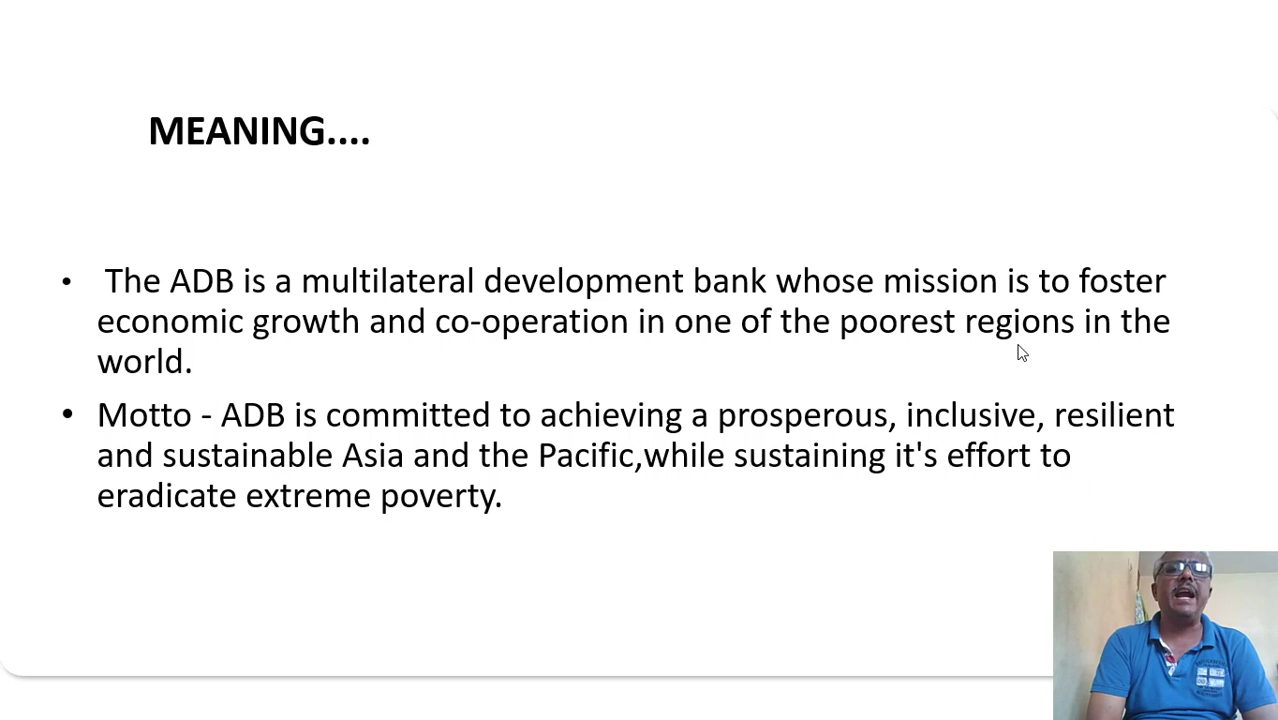 MEANING....
• The ADB is a multilateral development bank whose mission is to foster
economic growth and co-operation in one of the poorest regions in the
world.
• Motto - ADB is committed to achieving a prosperous, inclusive, resilient
and sustainable Asia and the Pacific,while sustaining it's effort to
eradicate extreme poverty.